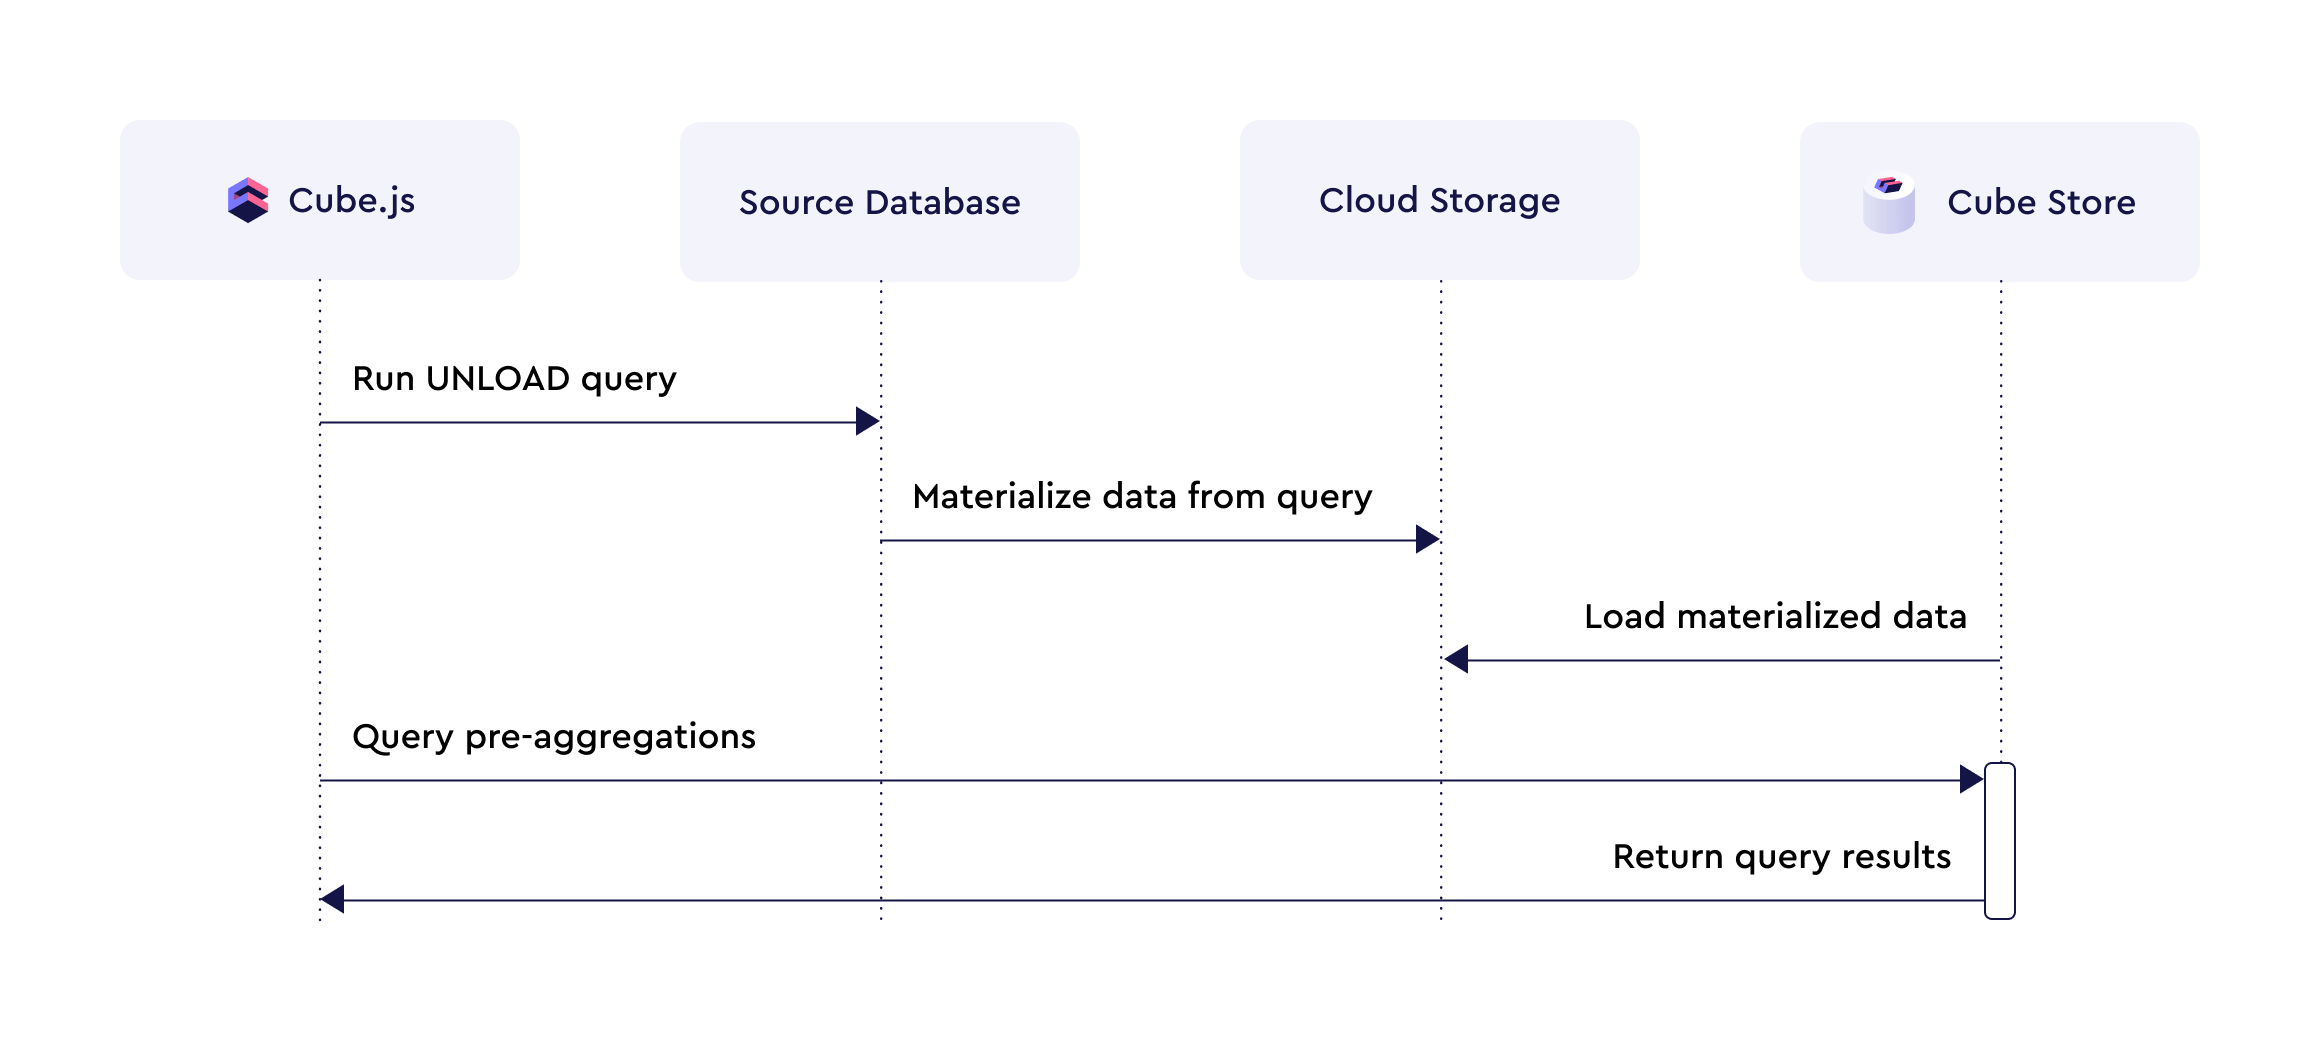 Cube.js
Source Database
Cloud Storage
Cube Store
Run UNLOAD query
Materialize data from query
Load materialized data
Query pre-aggregations
Return query results